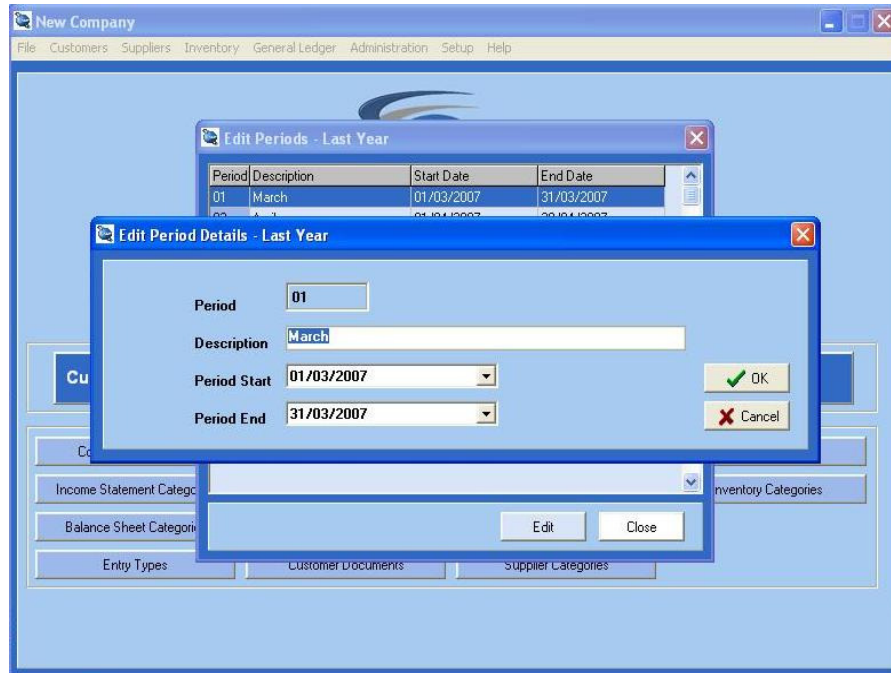 New Company
File Customers Suppliers Inventory General Ledger Administration Setup Help
Edit Periods - Last Year
Period Description Start Date End Date
01 March 01/03/2007 31/03/2007
Edit Period Details - Last Year
Period 01
Description March
Period Start 01/03/2007
Period End 31/03/2007
OK
Cancel
Cu
Income Statement Catego
nventory Categories
Balance Sheet Categori
Edit Close
Entry Types Customer Documents Supplier Categories